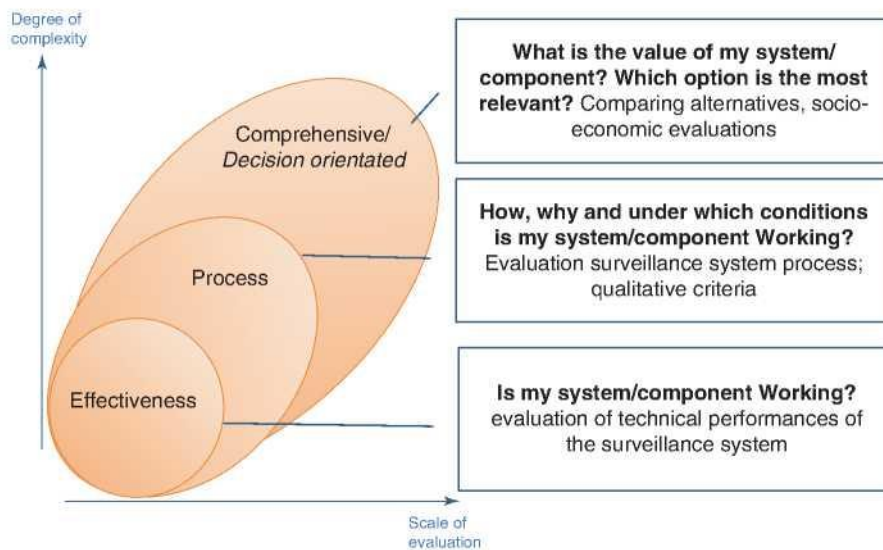 Degree of
complexity
What is the value of my system/
component? Which option is the most
relevant? Comparing alternatives, socio-
economic evaluations
Comprehensive/
Decision orientated
How, why and under which conditions
is my system/component Working?
Evaluation surveillance system process;
qualitative criteria
Process
Is my system/component Working?
evaluation of technical performances of
the surveillance system
Effectiveness
Scale of
evaluation